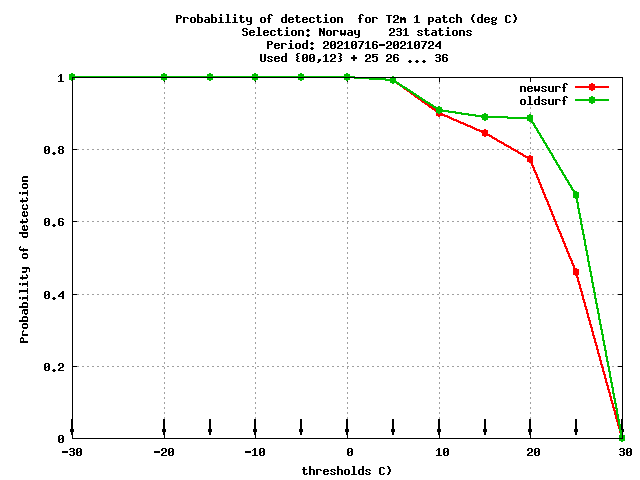 Probability of detection  for T2m 1 patch (deg C)
Selection: Norway    231 stations
Period: 20210716-20210724
Used {00,12} + 25 26 ... 36
newsurf
oldsurf
1
0.8
0.6
0.4
0.2
0
Probability of detection
-30
-20
-10
0
10
20
30
thresholds C)